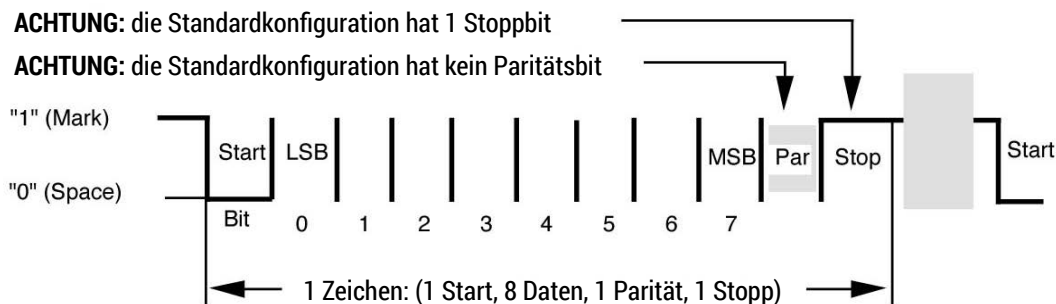 ACHTUNG: die Standardkonfiguration hat 1 Stoppbit
ACHTUNG: die Standardkonfiguration hat kein Paritätsbit
"1" (Mark)
Start LSB MSB Par Stop Start
"0" (Space)
Bit 0 1 2 3 4 5 6 7
1 Zeichen: (1 Start, 8 Daten, 1 Parität, 1 Stopp)